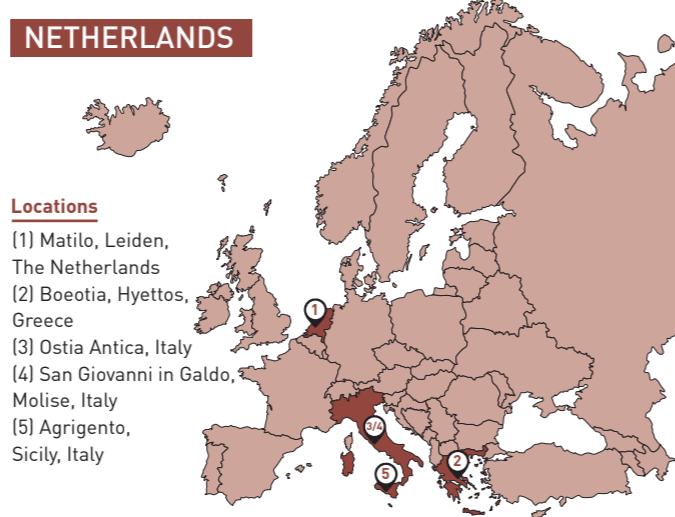 NETHERLANDS
Locations
(1) Matilo, Leiden,
The Netherlands
(2) Boeotia, Hyettos,
Greece
(3) Ostia Antica, Italy
(4) San Giovanni in Galdo,
Molise, Italy
(5) Agrigento,
Sicily, Italy
1
3/4
2
5